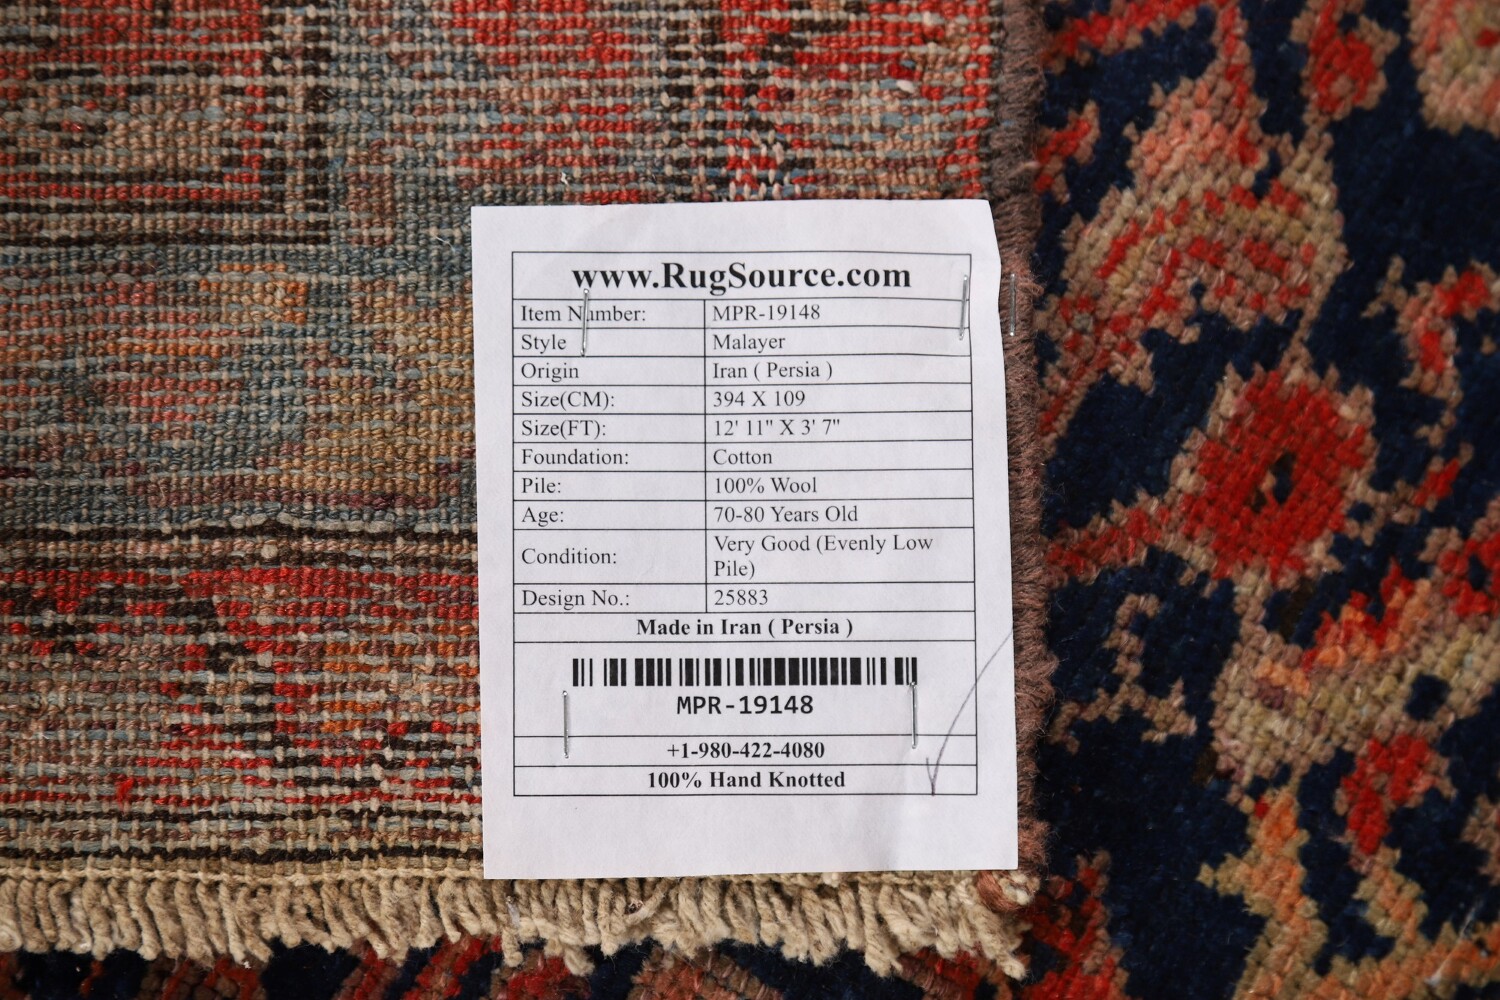 www.RugSource.com
Item Number: MPR-19148
Style Malayer
Origin Iran ( Persia )
Size(CM): 394 X 109
Size(FT): 12' 11" X 3' 7"
Foundation: Cotton
Pile: 100% Wool
Age: 70-80 Years Old
Condition: Very Good (Evenly Low
Pile)
Design No.: 25883
Made in Iran ( Persia )
MPR-19148
+1-980-422-4080
100% Hand Knotted